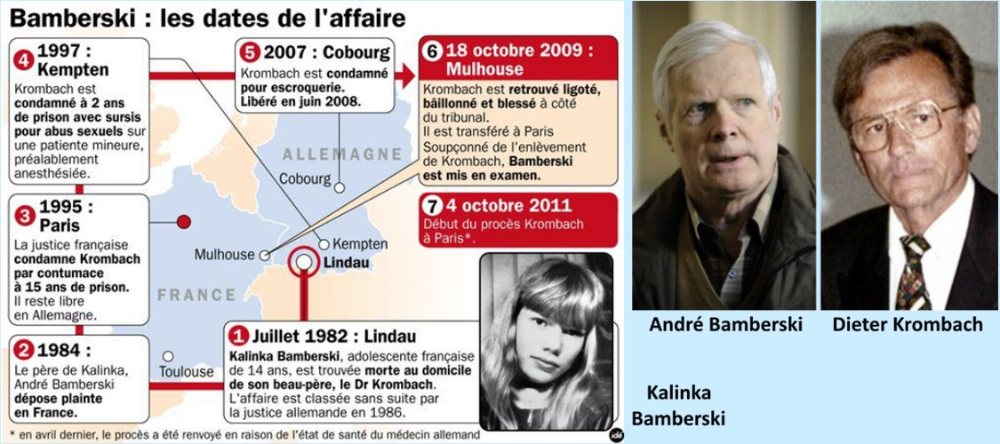 Bamberski : les dates de l'affaire
4 1997 :
Kempten
Krombach est
condamné à 2 ans
de prison avec sursis
pour abus sexuels sur
une patiente mineure,
préalablement
anesthésiée.
5 2007 : Cobourg
Krombach est condamné
pour escroquerie.
Libéré en juin 2008.
6 18 octobre 2009 :
Mulhouse
Krombach est retrouvé ligoté,
bâillonné et blessé à côté
du tribunal.
Il est transféré à Paris
Soupçonné de l'enlèvement
de Krombach, Bamberski
est mis en examen.
3 1995 :
Paris
La justice française
condamne Krombach
par contumace
à 15 ans de prison.
Il reste libre
en Allemagne.
7 4 octobre 2011
Début du procès Krombach
à Paris*.
ALLEMAGNE
Cobourg
Mulhouse
Kempten
Lindau
FRANCE
Toulouse
2 1984 :
Le père de Kalinka,
André Bamberski
dépose plainte
en France.
1 Juillet 1982 : Lindau
Kalinka Bamberski, adolescente française
de 14 ans, est trouvée morte au domicile
de son beau-père, le Dr Krombach.
L'affaire est classée sans suite par
la justice allemande en 1986.
* en avril dernier, le procès a été renvoyé en raison de l'état de santé du médecin allemand
idé
André Bamberski
Dieter Krombach
Kalinka
Bamberski